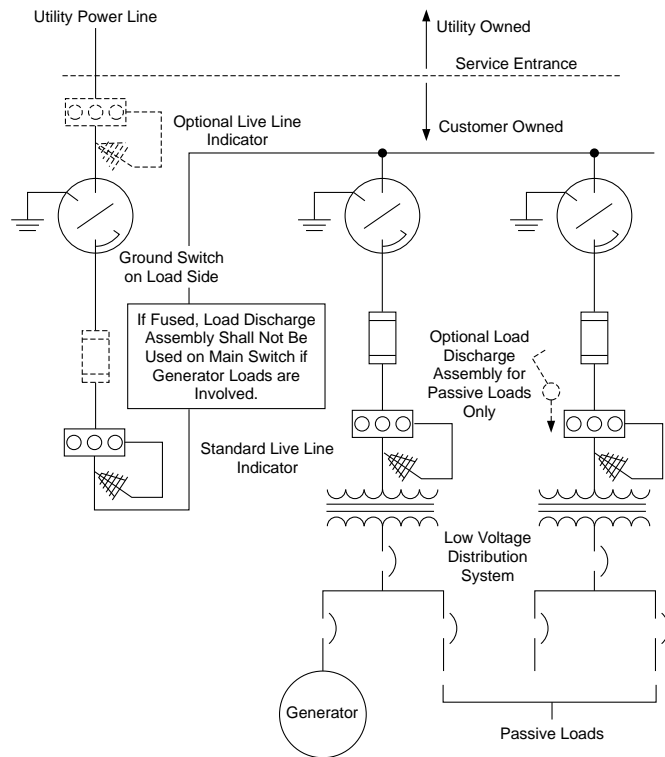 Utility Power Line
Utility Owned
Service Entrance
Optional Live Line
Indicator
Customer Owned
Ground Switch
on Load Side
If Fused, Load Discharge
Assembly Shall Not Be
Used on Main Switch if
Generator Loads are
Involved.
Optional Load
Discharge
Assembly for
Passive Loads
Only
Standard Live Line
Indicator
Low Voltage
Distribution
System
Generator
Passive Loads